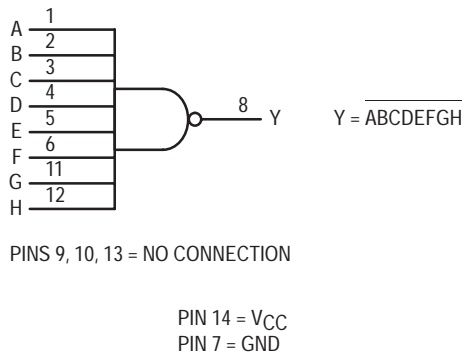 A 1
B 2
C 3
D 4
E 5
F 6
G 11
H 12
8 Y
Y = ABCDEFGH
PINS 9, 10, 13 = NO CONNECTION
PIN 14 = VCC
PIN 7 = GND